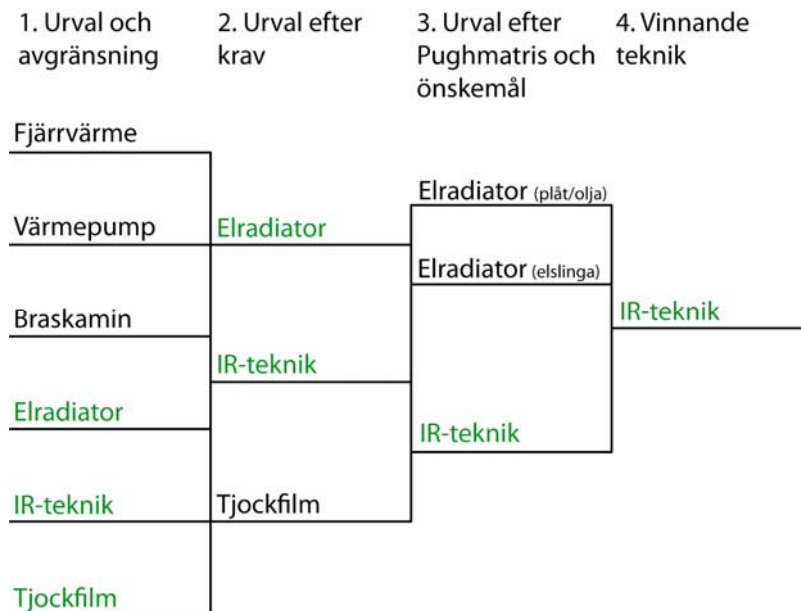 1. Urval och
avgränsning
2. Urval efter
krav
3. Urval efter
Pughmatris och
önskemål
4. Vinnande
teknik
Fjärrvärme
Värmepump
Braskamin
Elradiator
IR-teknik
Tjockfilm
Elradiator
IR-teknik
Tjockfilm
Elradiator (plåt/olja)
Elradiator (elslinga)
IR-teknik
IR-teknik